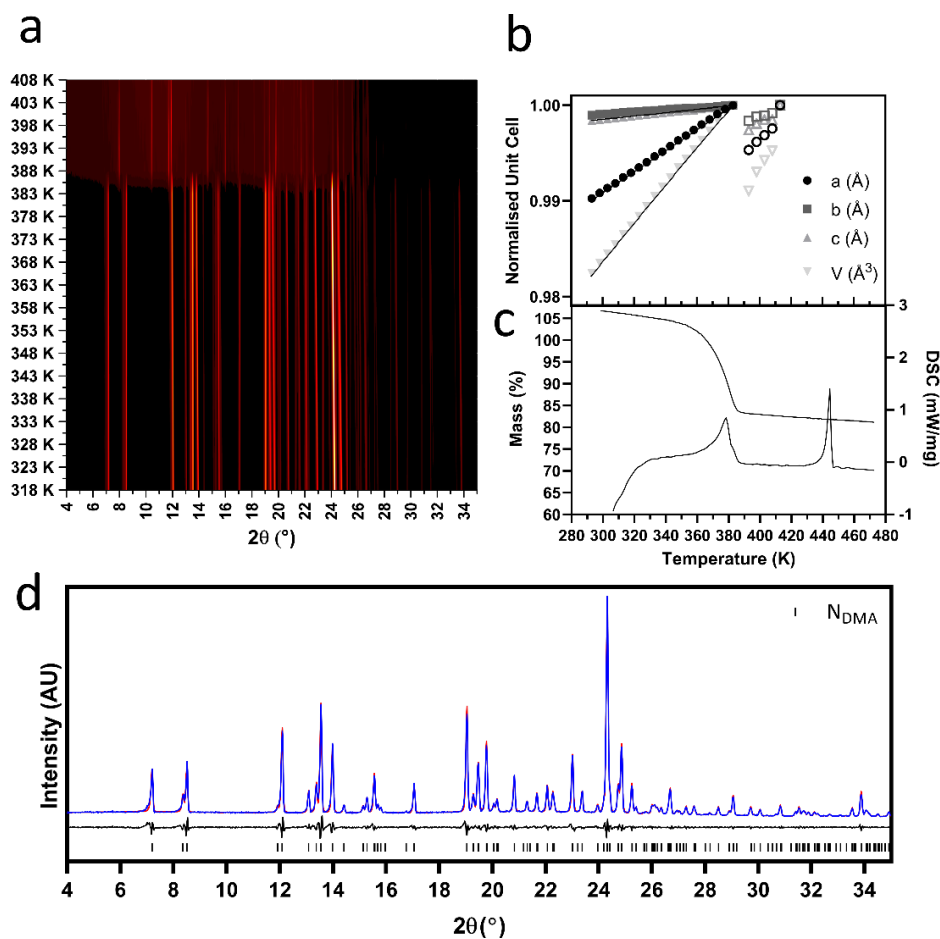 a
408 K
403 K
398 K
393 K
388 K
383 K
378 K
373 K
368 K
363 K
358 K
353 K
348 K
343 K
338 K
333 K
328 K
323 K
318 K
4 6 8 10 12 14 16 18 20 22 24 26 28 30 32 34
2θ (°)
b
Normalised Unit Cell
1.00
0.99
0.98
a (Å)
b (Å)
c (Å)
V (Å³)
c
Mass (%)
105
100
95
90
85
80
75
70
65
60
3
2
1
0
-1
DSC (mW/mg)
280 300 320 340 360 380 400 420 440 460 480
Temperature (K)
d
Intensity (AU)
N_DMA
4 6 8 10 12 14 16 18 20 22 24 26 28 30 32 34
2θ(°)